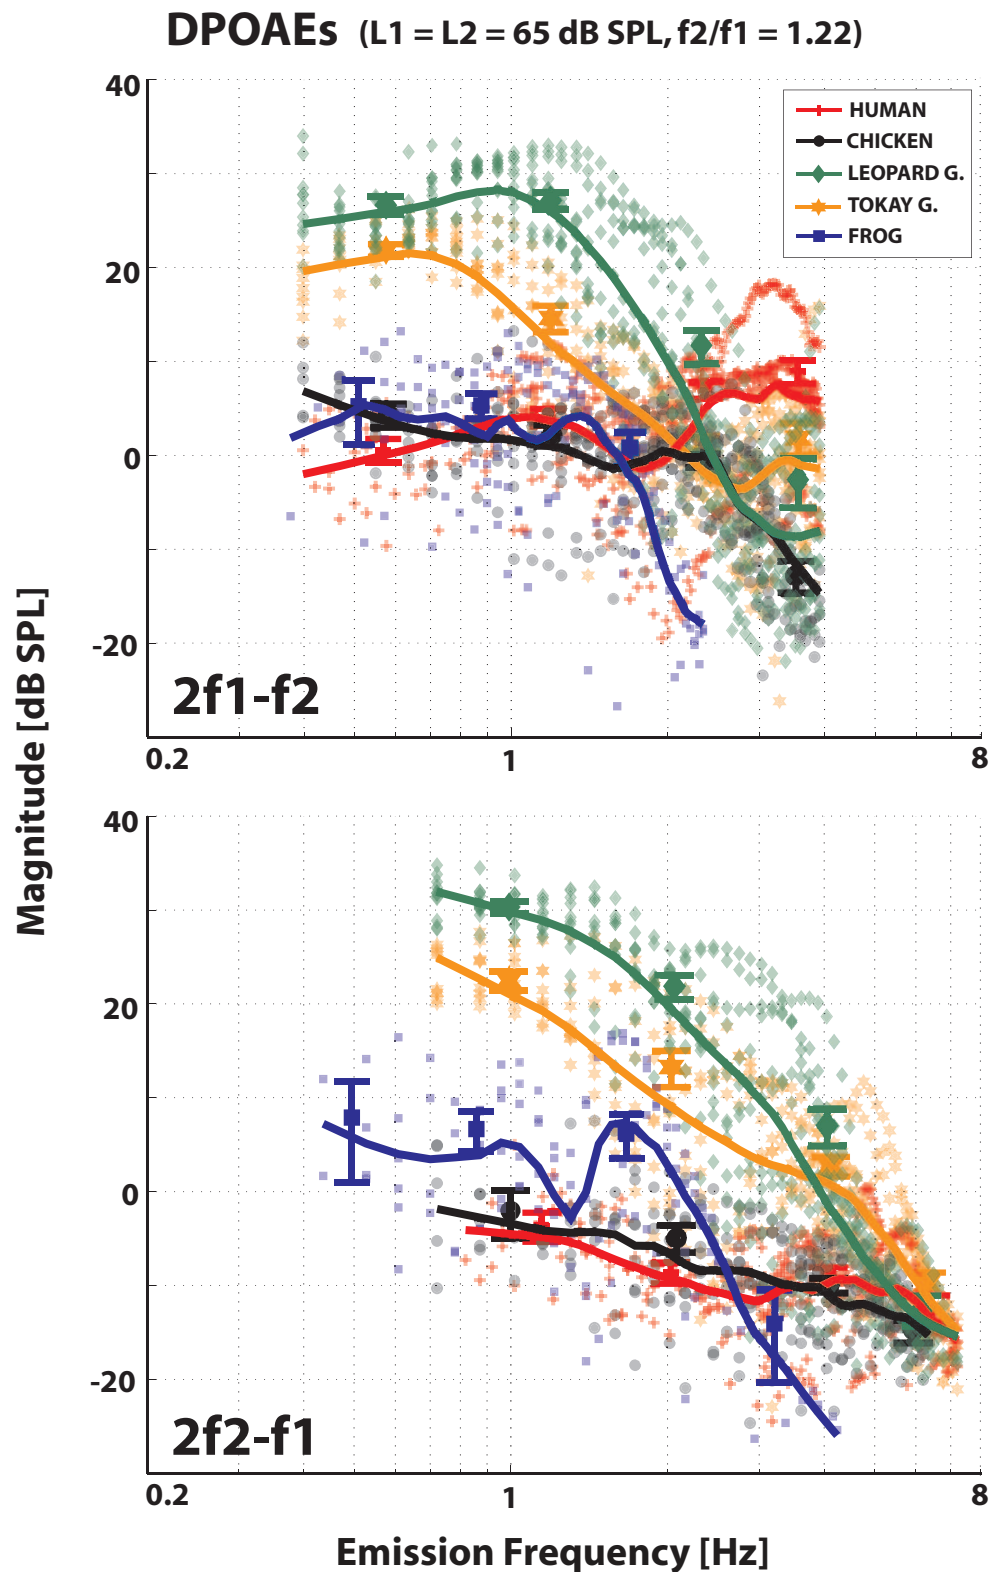 DPOAEs (L1 = L2 = 65 dB SPL, f2/f1 = 1.22)
40
20
0
-20
HUMAN
CHICKEN
LEOPARD G.
TOKAY G.
FROG
2f1-f2
0.2
1
8
Magnitude [dB SPL]
40
20
0
-20
2f2-f1
0.2
1
8
Emission Frequency [Hz]